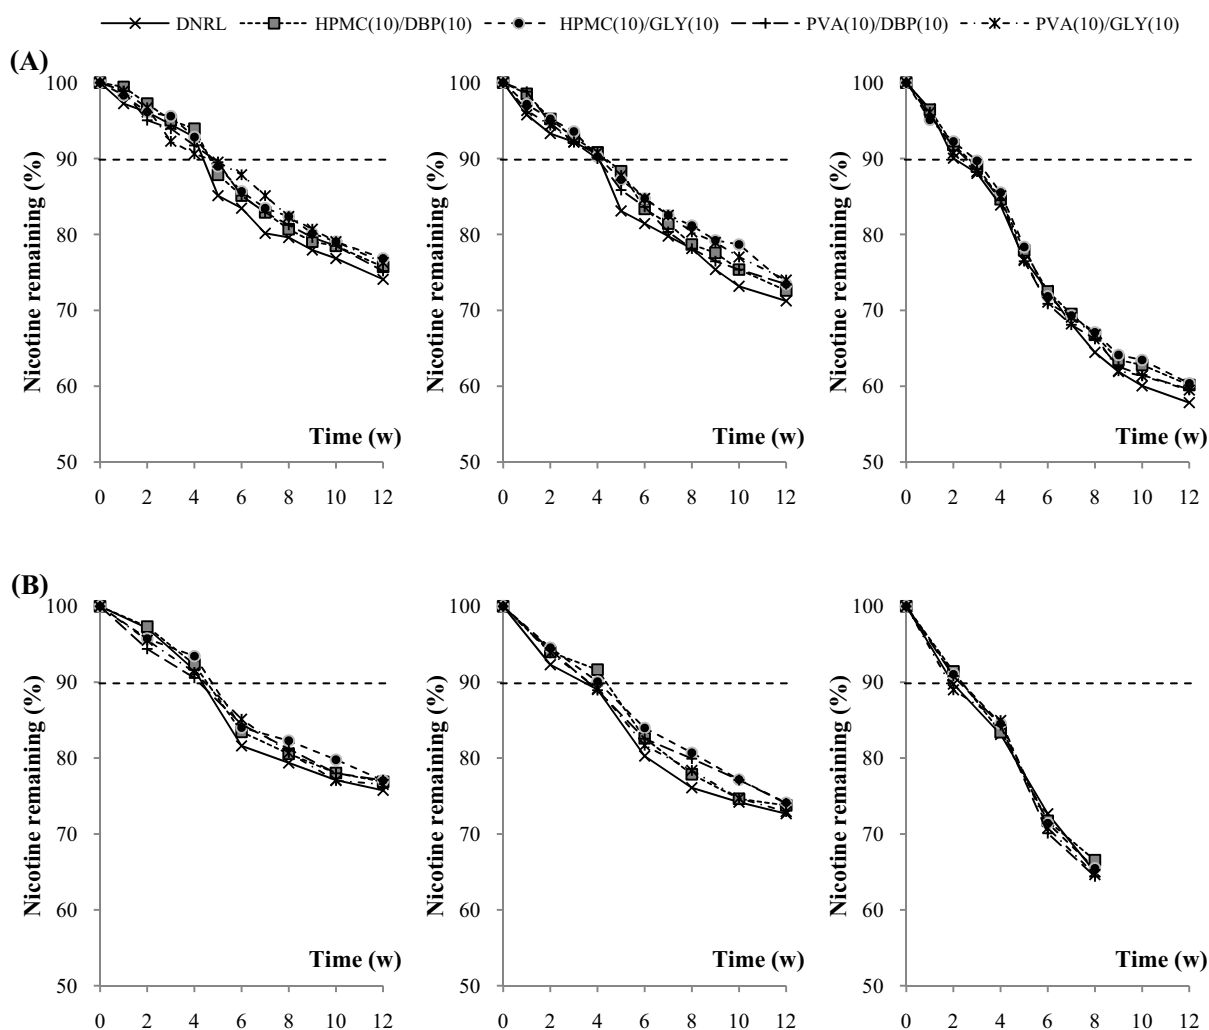 DNRL HPMC(10)/DBP(10) HPMC(10)/GLY(10) PVA(10)/DBP(10) PVA(10)/GLY(10)
(A)
Nicotine remaining (%)
100
90
80
70
60
50
0 2 4 6 8 10 12
Time (w)
Nicotine remaining (%)
100
90
80
70
60
50
0 2 4 6 8 10 12
Time (w)
Nicotine remaining (%)
100
90
80
70
60
50
0 2 4 6 8 10 12
Time (w)
(B)
Nicotine remaining (%)
100
90
80
70
60
50
0 2 4 6 8 10 12
Time (w)
Nicotine remaining (%)
100
90
80
70
60
50
0 2 4 6 8 10 12
Time (w)
Nicotine remaining (%)
100
90
80
70
60
50
0 2 4 6 8 10 12
Time (w)